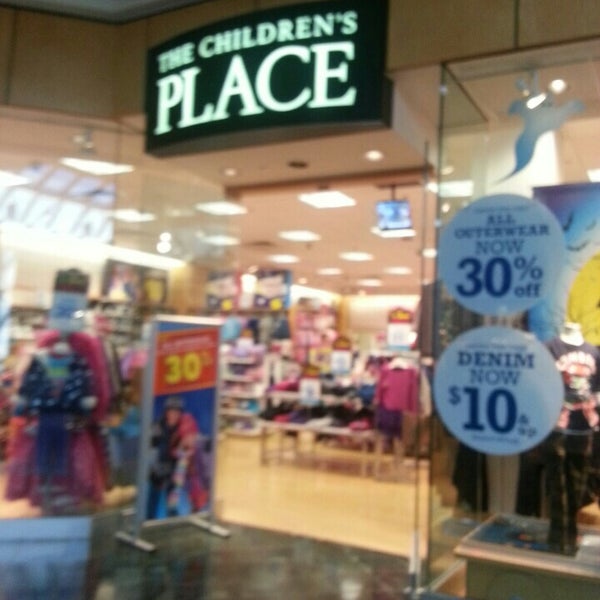 THE CHILDREN'S
PLACE
ALL
OUTERWEAR
NOW
30% off
DENIM
NOW
$10 & up
30%